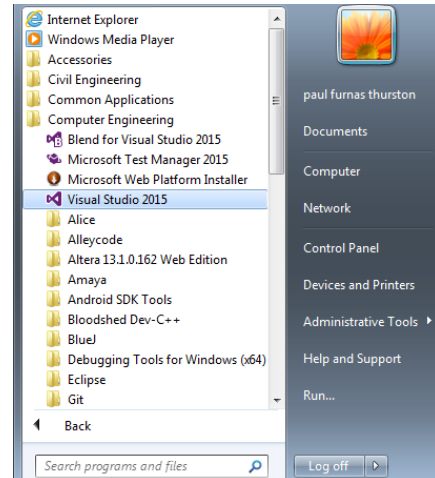 Internet Explorer
Windows Media Player
Accessories
Civil Engineering
Common Applications
Computer Engineering
Blend for Visual Studio 2015
Microsoft Test Manager 2015
Microsoft Web Platform Installer
Visual Studio 2015
Alice
Alleycode
Altera 13.1.0.162 Web Edition
Amaya
Android SDK Tools
Bloodshed Dev-C++
BlueJ
Debugging Tools for Windows (x64)
Eclipse
Git
Back
Search programs and files
paul furnas thurston
Documents
Computer
Network
Control Panel
Devices and Printers
Administrative Tools
Help and Support
Run...
Log off